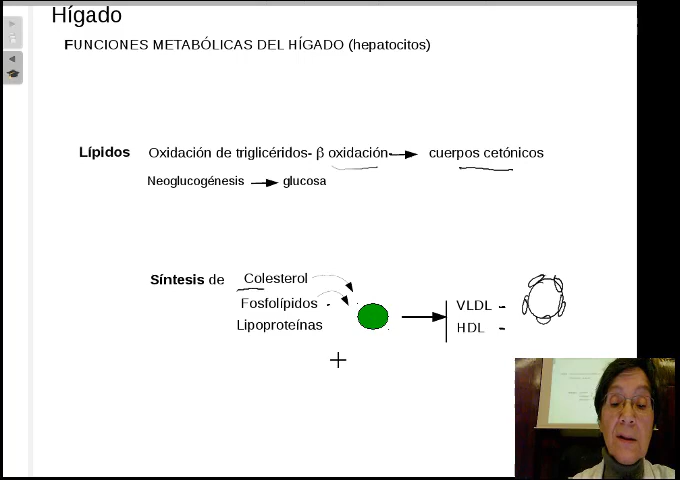 Hígado
FUNCIONES METABÓLICAS DEL HÍGADO (hepatocitos)
Lípidos Oxidación de triglicéridos- β oxidación cuerpos cetónicos
Neoglucogénesis glucosa
Síntesis de Colesterol
Fosfolípidos
Lipoproteínas
VLDL -
HDL -